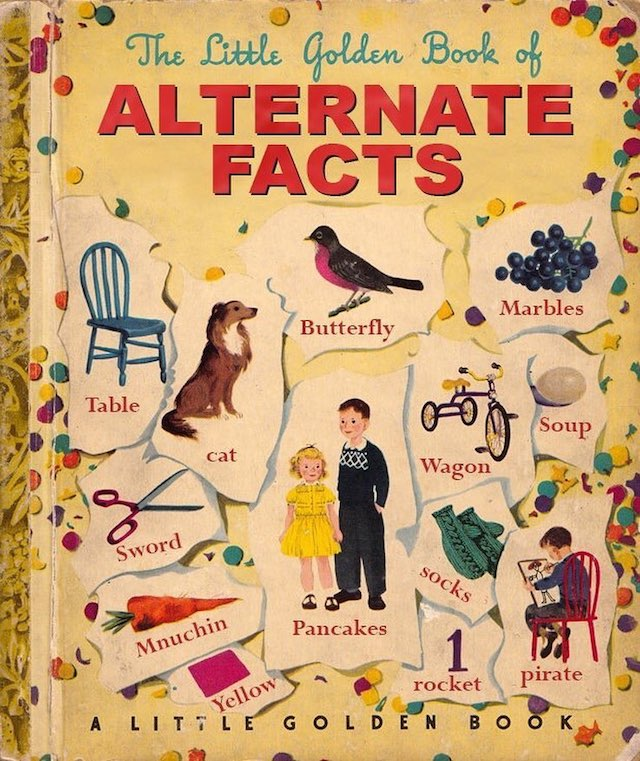 The Little Golden Book of
ALTERNATE
FACTS
Butterfly
Marbles
Table
cat
Wagon
Soup
Sword
socks
Mnuchin
Pancakes
1
rocket
pirate
Yellow
A LITTLE GOLDEN BOOK